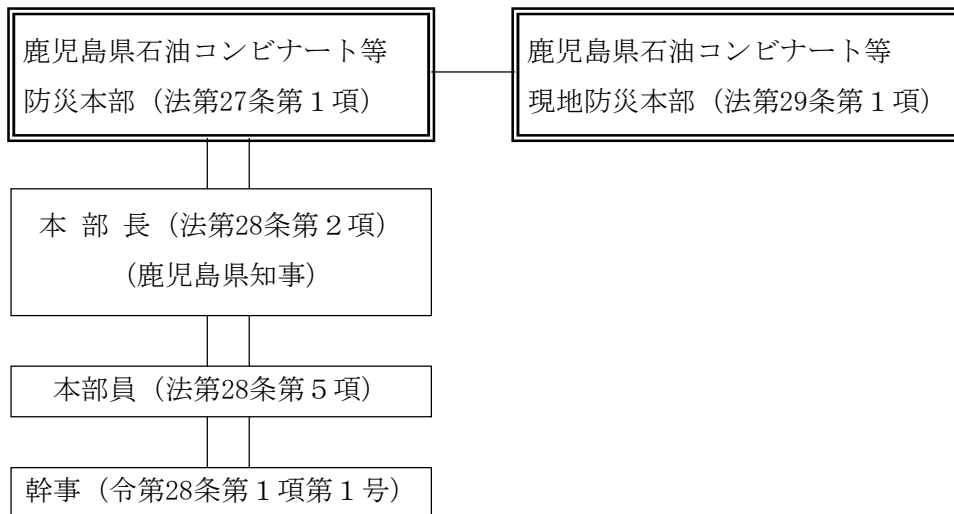 鹿児島県石油コンビナート等
防災本部（法第27条第１項）
鹿児島県石油コンビナート等
現地防災本部（法第29条第１項）
本 部 長（法第28条第２項）
（鹿児島県知事）
本部員（法第28条第５項）
幹事（令第28条第１項第１号）